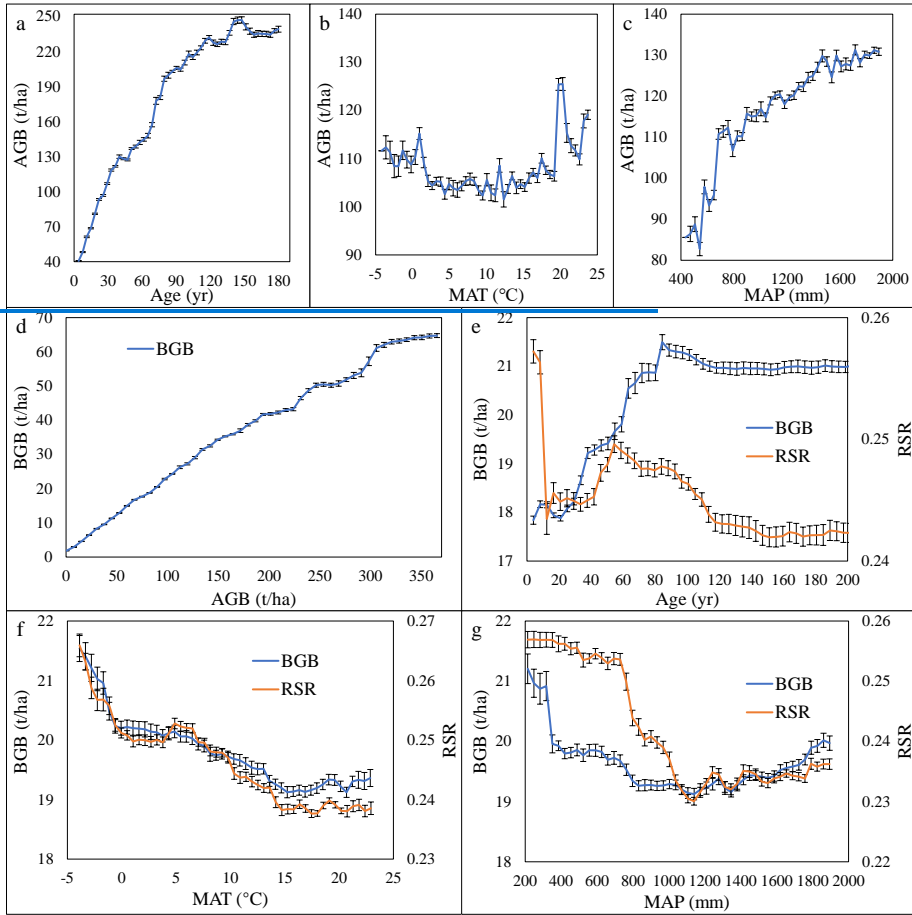 a
AGB (t/ha)
250
220
190
160
130
100
70
40
0 30 60 90 120 150 180
Age (yr)
b
AGB (t/ha)
140
130
120
110
100
90
-5 0 5 10 15 20 25
MAT (°C)
c
AGB (t/ha)
140
130
120
110
100
90
80
400 800 1200 1600 2000
MAP (mm)
d
BGB
BGB (t/ha)
70
60
50
40
30
20
10
0
0 50 100 150 200 250 300 350
AGB (t/ha)
e
BGB (t/ha)
22
21
20
19
18
17
BGB
RSR
0.26
0.25
0.24
RSR
0 20 40 60 80 100 120 140 160 180 200
Age (yr)
f
BGB (t/ha)
22
21
20
19
18
BGB
RSR
0.27
0.26
0.25
0.24
0.23
RSR
-5 0 5 10 15 20 25
MAT (°C)
g
BGB (t/ha)
22
21
20
19
18
BGB
RSR
0.26
0.25
0.24
0.23
0.22
RSR
200 400 600 800 1000 1200 1400 1600 1800 2000
MAP (mm)